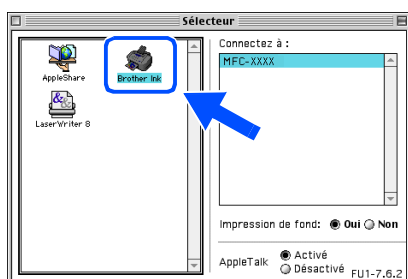 Sélecteur
AppleShare
Brother Ink
LaserWriter 8
Connectez à :
MFC-XXXX
Impression de fond: Oui Non
AppleTalk Activé
Désactivé
FU1-7.6.2